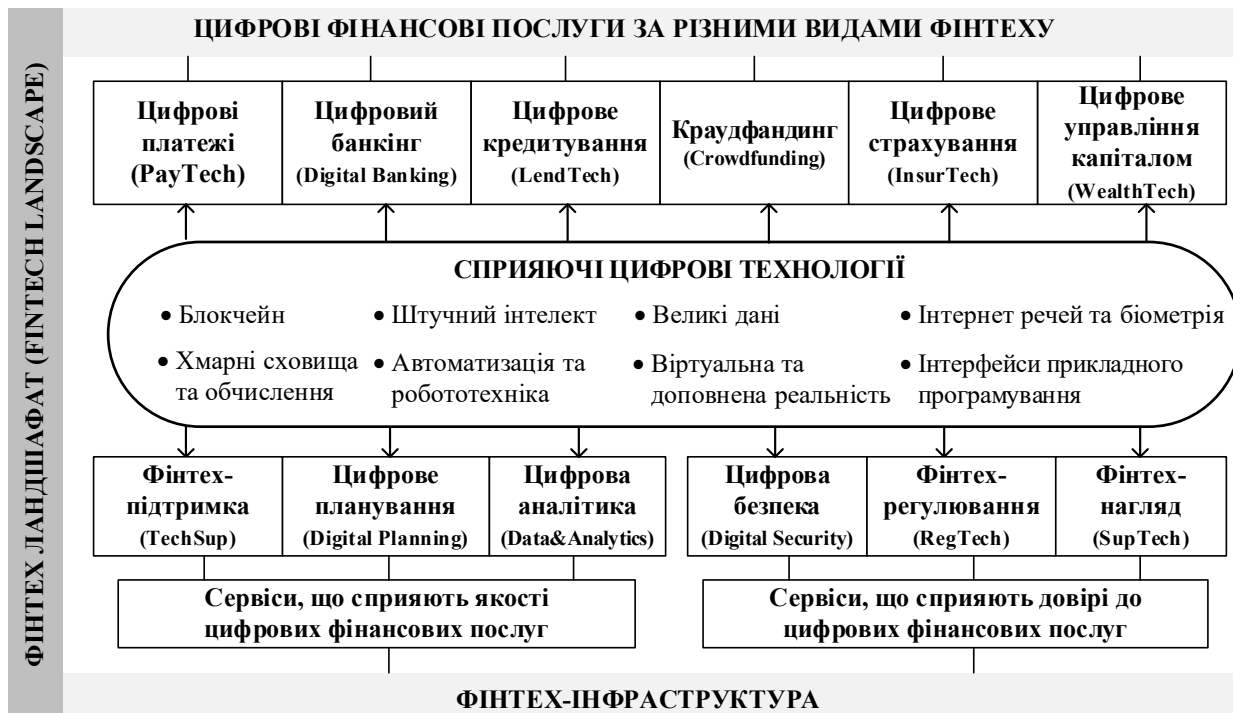 ФІНТЕХ ЛАНДШАФАТ (FINTECH LANDSCAPE)
ЦИФРОВІ ФІНАНСОВІ ПОСЛУГИ ЗА РІЗНИМИ ВИДАМИ ФІНТЕХУ
Цифрові
платежі
(PayTech)
Цифровий
банкінг
(Digital Banking)
Цифрове
кредитування
(LendTech)
Краудфандинг
(Crowdfunding)
Цифрове
страхування
(InsurTech)
Цифрове
управління
капіталом
(WealthTech)
СПРИЯЮЧІ ЦИФРОВІ ТЕХНОЛОГІЇ
• Блокчейн
• Штучний інтелект
• Великі дані
• Інтернет речей та біометрія
• Хмарні сховища
та обчислення
• Автоматизація та
робототехніка
• Віртуальна та
доповнена реальність
• Інтерфейси прикладного
програмування
Фінтех-
підтримка
(TechSup)
Цифрове
планування
(Digital Planning)
Цифрова
аналітика
(Data&Analytics)
Цифрова
безпека
(Digital Security)
Фінтех-
регулювання
(RegTech)
Фінтех-
нагляд
(SupTech)
Сервіси, що сприяють якості
цифрових фінансових послуг
Сервіси, що сприяють довірі до
цифрових фінансових послуг
ФІНТЕХ-ІНФРАСТРУКТУРА